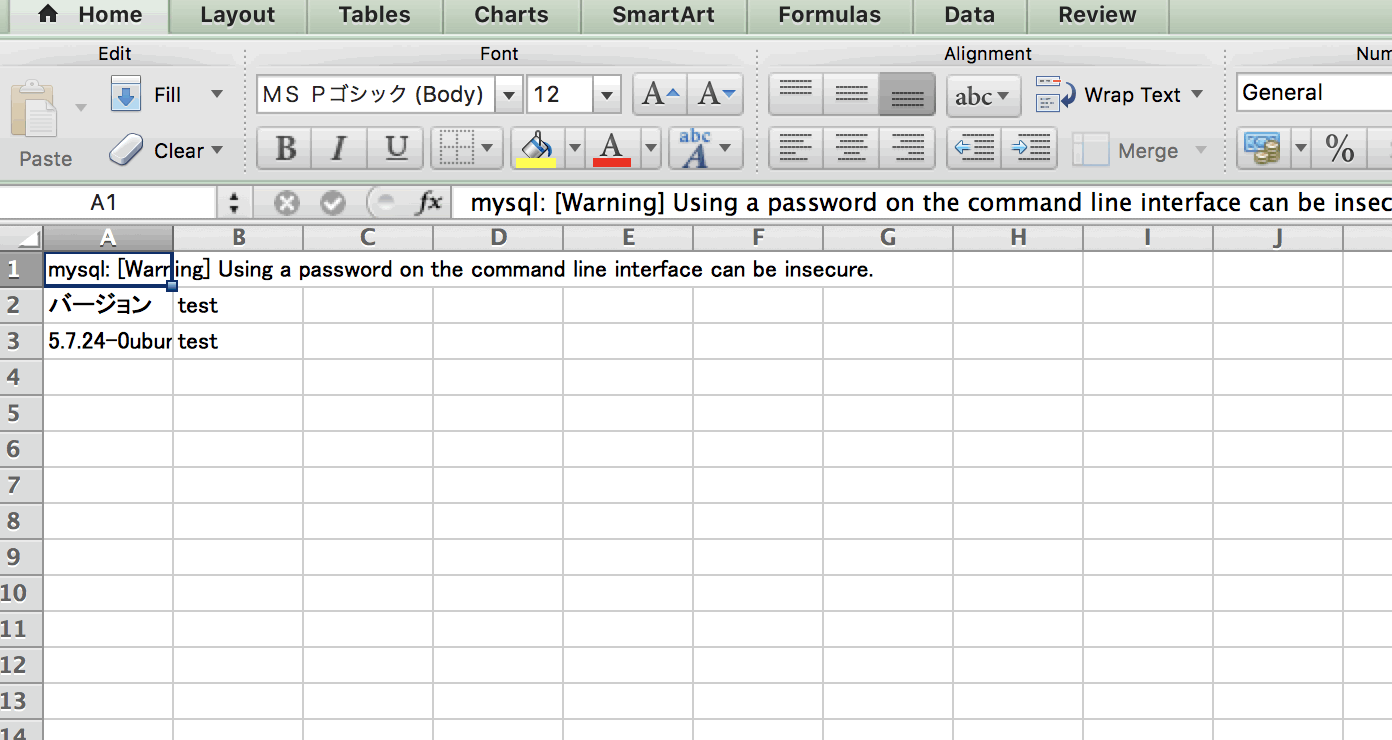 Home Layout Tables Charts SmartArt Formulas Data Review
Edit Font Alignment Num
Fill ＭＳ Ｐゴシック (Body) 12 A A abc Wrap Text General
Paste Clear B I U A abc A Merge %
A1 fx mysql: [Warning] Using a password on the command line interface can be insec
A B C D E F G H I J
1 mysql: [Warning] Using a password on the command line interface can be insecure.
2 バージョン test
3 5.7.24-0ubun test
4
5
6
7
8
9
10
11
12
13
14